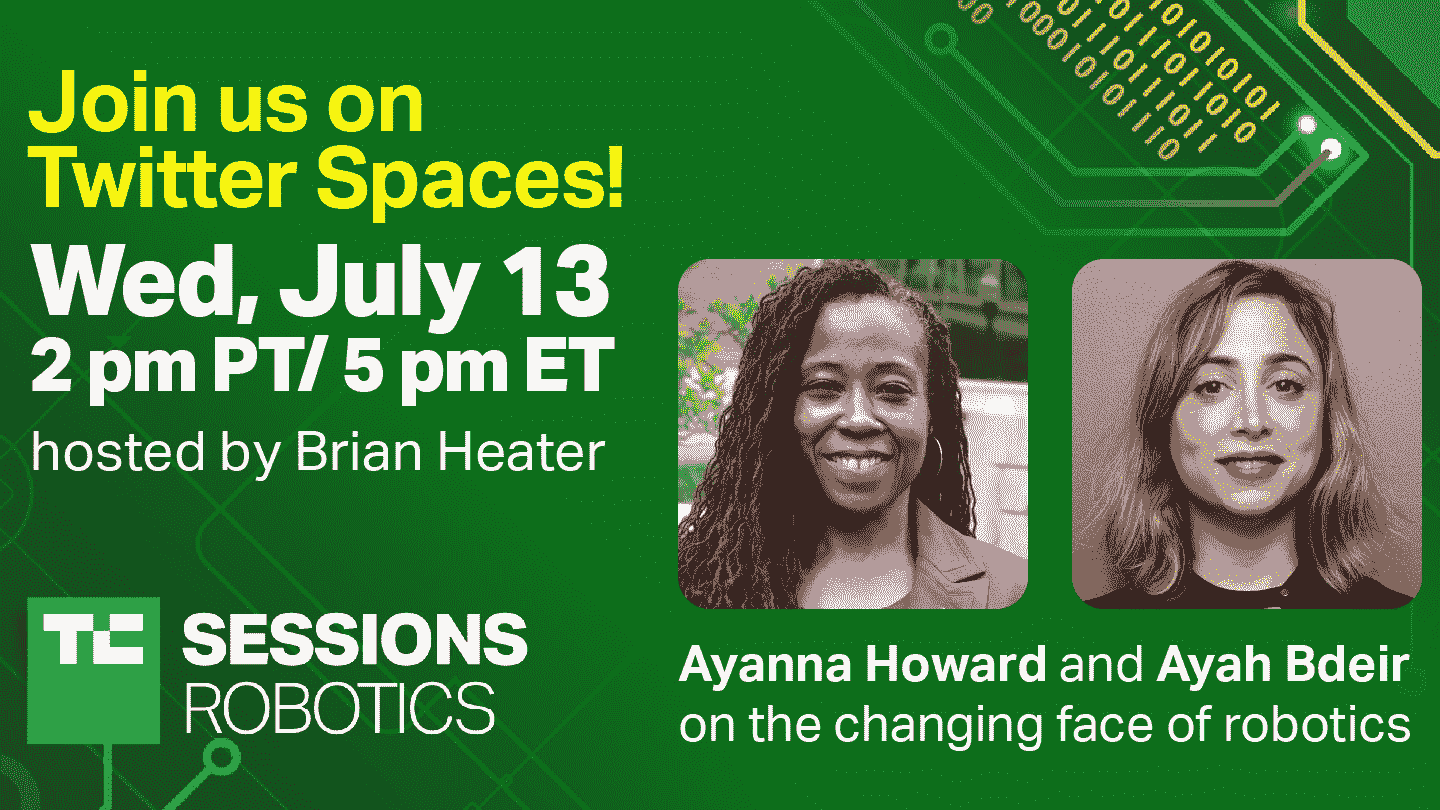 Join us on
Twitter Spaces!
Wed, July 13
2 pm PT/ 5 pm ET
hosted by Brian Heater
TC SESSIONS
ROBOTICS
Ayanna Howard and Ayah Bdeir
on the changing face of robotics